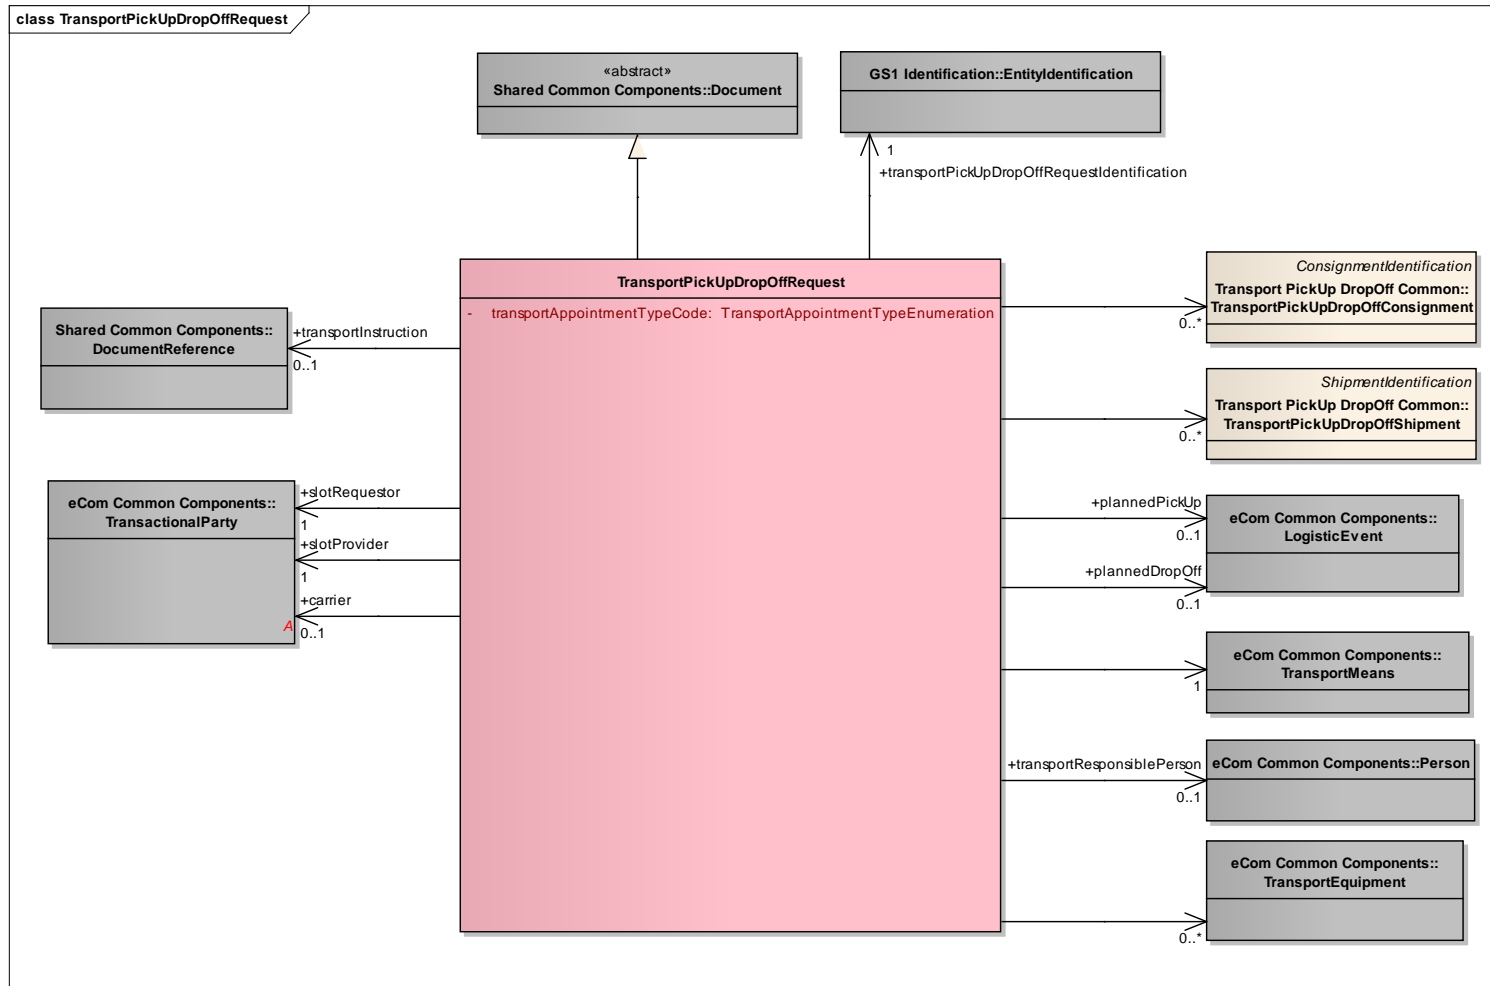 class TransportPickUpDropOffRequest
«abstract»
Shared Common Components::Document
GS1 Identification::EntityIdentification
1
+transportPickUpDropOffRequestIdentification
TransportPickUpDropOffRequest
- transportAppointmentTypeCode: TransportAppointmentTypeEnumeration
Shared Common Components::
DocumentReference
+transportInstruction
0..1
eCom Common Components::
TransactionalParty
+slotRequestor
1
+slotProvider
1
+carrier
A
0..1
ConsignmentIdentification
Transport PickUp DropOff Common::
TransportPickUpDropOffConsignment
0..*
ShipmentIdentification
Transport PickUp DropOff Common::
TransportPickUpDropOffShipment
0..*
+plannedPickUp
0..1
eCom Common Components::
LogisticEvent
+plannedDropOff
0..1
eCom Common Components::
TransportMeans
1
+transportResponsiblePerson
0..1
eCom Common Components::Person
eCom Common Components::
TransportEquipment
0..*